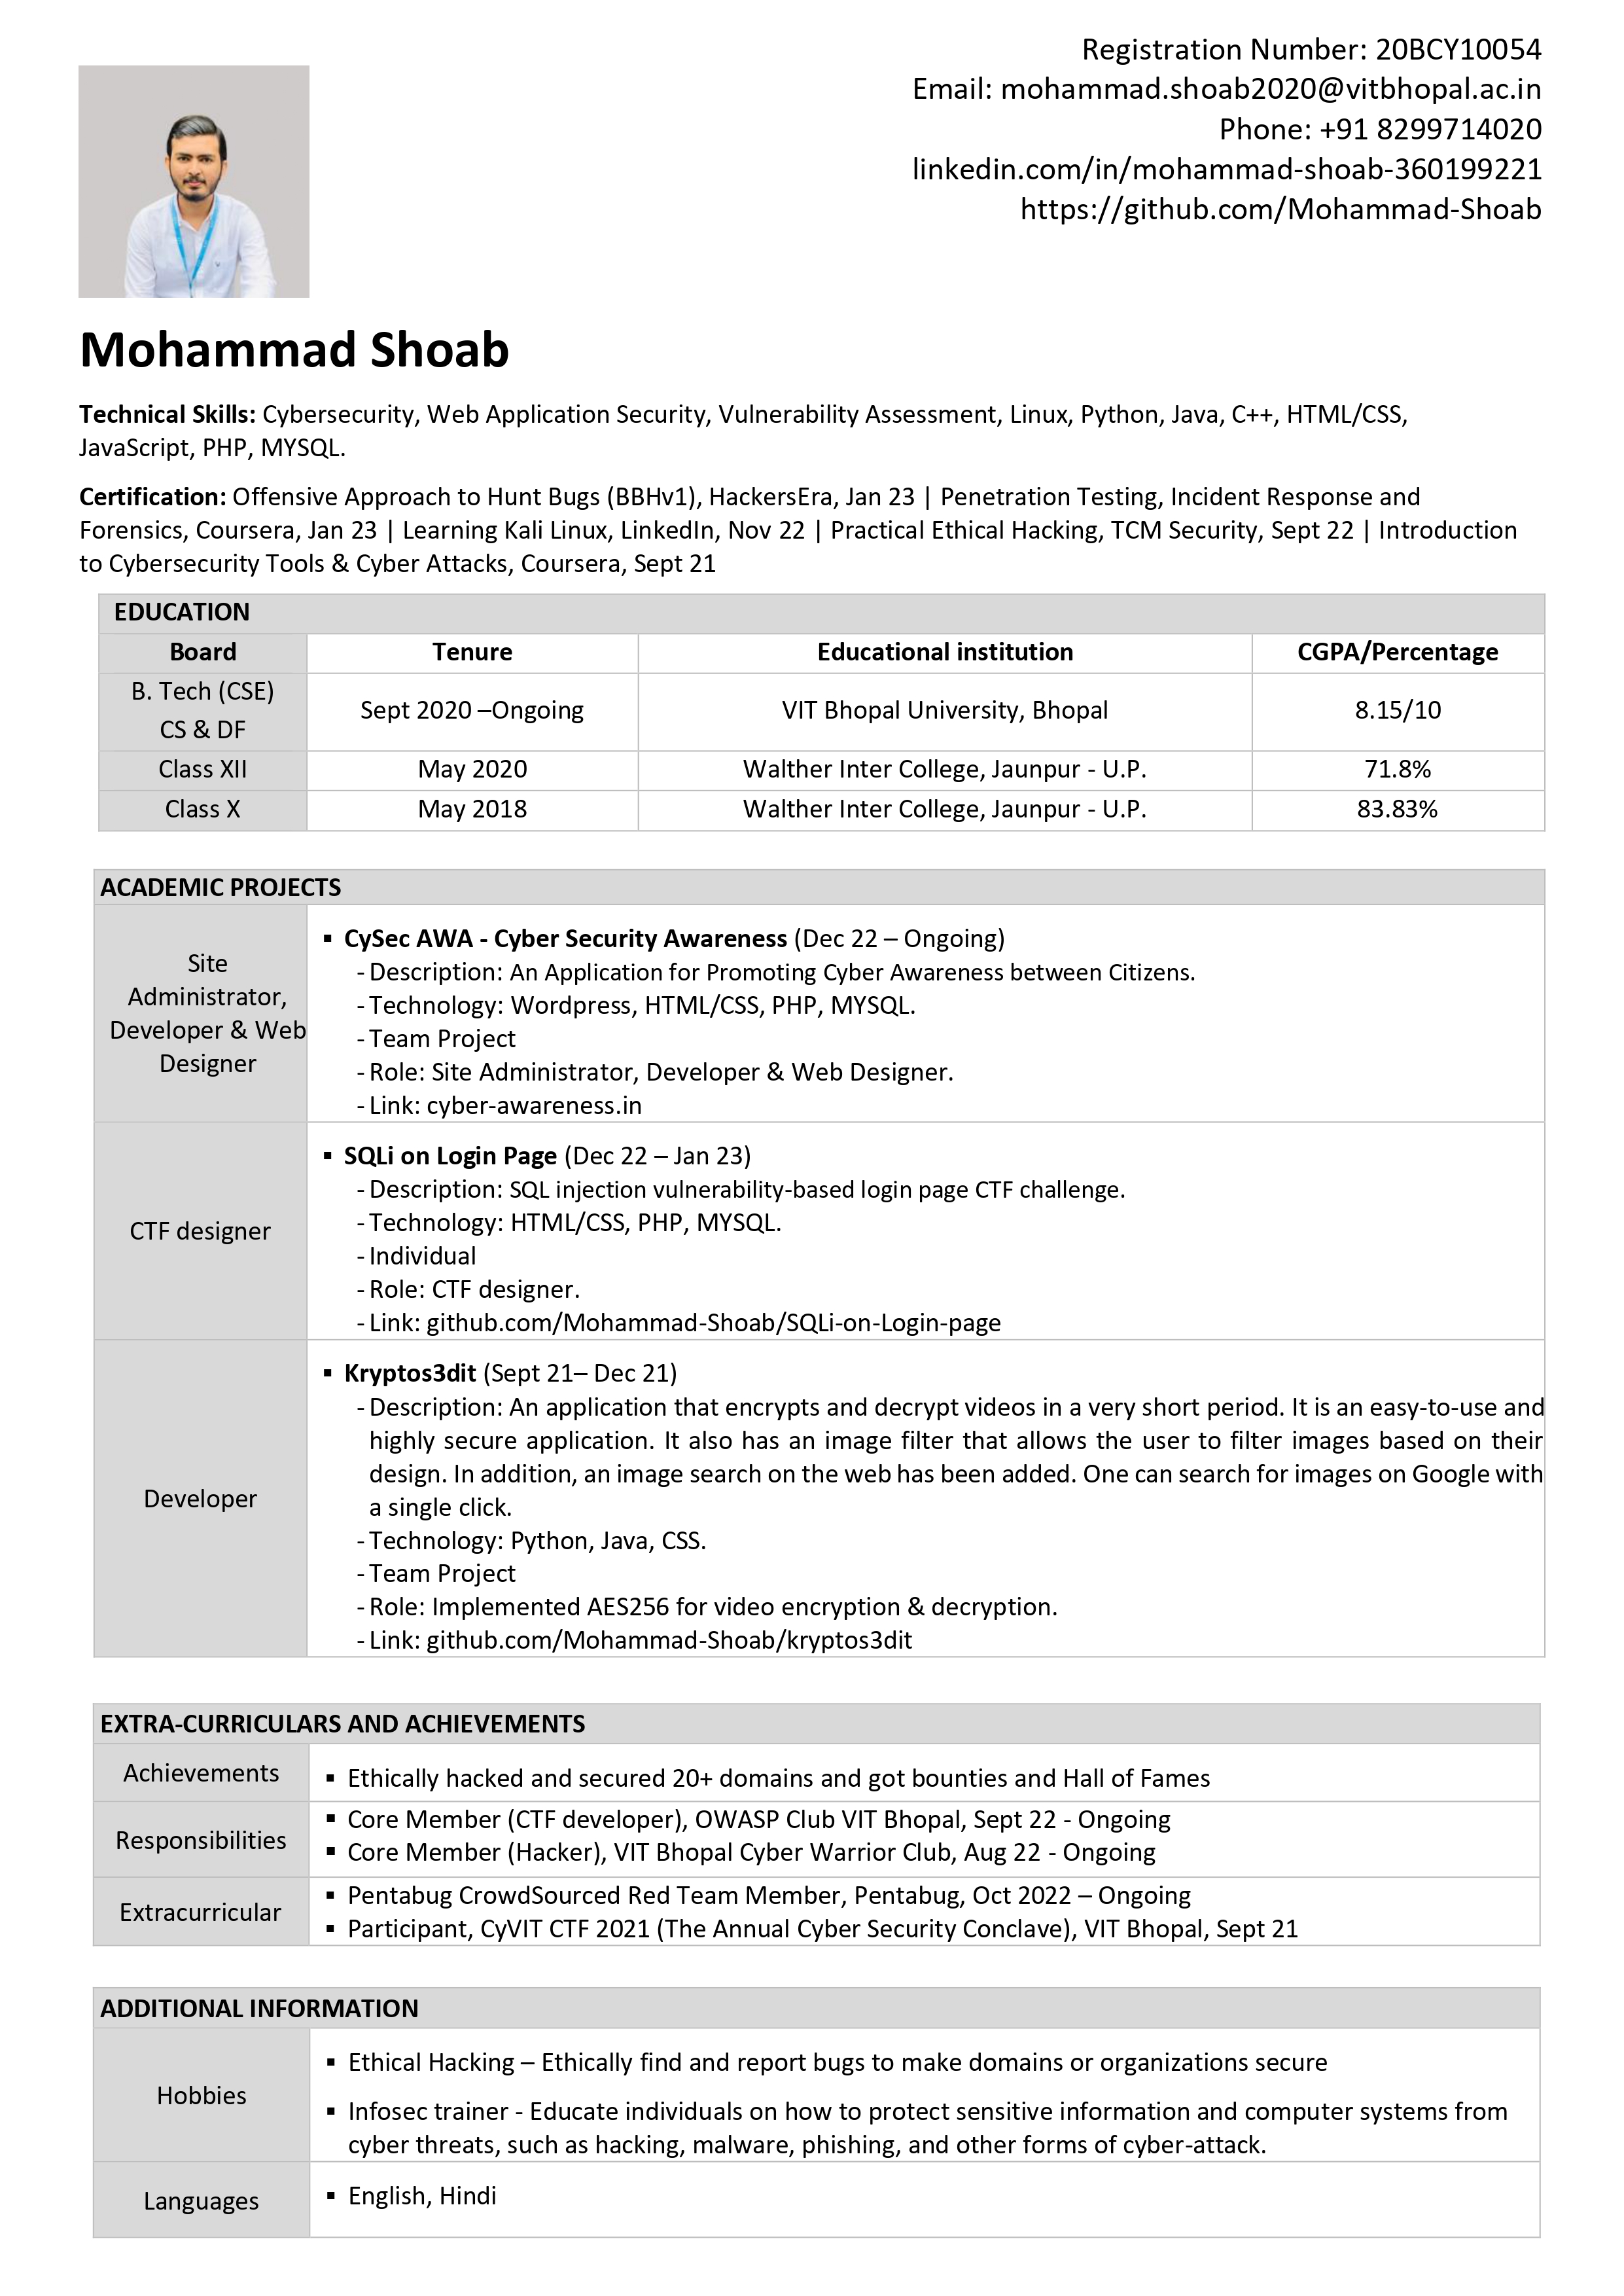 Registration Number: 20BCY10054
Email: mohammad.shoab2020@vitbhopal.ac.in
Phone: +91 8299714020
linkedin.com/in/mohammad-shoab-360199221
https://github.com/Mohammad-Shoab
Mohammad Shoab
Technical Skills: Cybersecurity, Web Application Security, Vulnerability Assessment, Linux, Python, Java, C++, HTML/CSS,
JavaScript, PHP, MYSQL.
Certification: Offensive Approach to Hunt Bugs (BBHv1), HackersEra, Jan 23 | Penetration Testing, Incident Response and
Forensics, Coursera, Jan 23 | Learning Kali Linux, LinkedIn, Nov 22 | Practical Ethical Hacking, TCM Security, Sept 22 | Introduction
to Cybersecurity Tools & Cyber Attacks, Coursera, Sept 21
EDUCATION
Board Tenure Educational institution CGPA/Percentage
B. Tech (CSE)
CS & DF Sept 2020 –Ongoing VIT Bhopal University, Bhopal 8.15/10
Class XII May 2020 Walther Inter College, Jaunpur - U.P. 71.8%
Class X May 2018 Walther Inter College, Jaunpur - U.P. 83.83%
ACADEMIC PROJECTS
Site
Administrator,
Developer & Web
Designer
▪ CySec AWA - Cyber Security Awareness (Dec 22 – Ongoing)
- Description: An Application for Promoting Cyber Awareness between Citizens.
- Technology: Wordpress, HTML/CSS, PHP, MYSQL.
- Team Project
- Role: Site Administrator, Developer & Web Designer.
- Link: cyber-awareness.in
CTF designer
▪ SQLi on Login Page (Dec 22 – Jan 23)
- Description: SQL injection vulnerability-based login page CTF challenge.
- Technology: HTML/CSS, PHP, MYSQL.
- Individual
- Role: CTF designer.
- Link: github.com/Mohammad-Shoab/SQLi-on-Login-page
Developer
▪ Kryptos3dit (Sept 21– Dec 21)
- Description: An application that encrypts and decrypt videos in a very short period. It is an easy-to-use and
highly secure application. It also has an image filter that allows the user to filter images based on their
design. In addition, an image search on the web has been added. One can search for images on Google with
a single click.
- Technology: Python, Java, CSS.
- Team Project
- Role: Implemented AES256 for video encryption & decryption.
- Link: github.com/Mohammad-Shoab/kryptos3dit
EXTRA-CURRICULARS AND ACHIEVEMENTS
Achievements
▪ Ethically hacked and secured 20+ domains and got bounties and Hall of Fames
Responsibilities
▪ Core Member (CTF developer), OWASP Club VIT Bhopal, Sept 22 - Ongoing
▪ Core Member (Hacker), VIT Bhopal Cyber Warrior Club, Aug 22 - Ongoing
Extracurricular
▪ Pentabug CrowdSourced Red Team Member, Pentabug, Oct 2022 – Ongoing
▪ Participant, CyVIT CTF 2021 (The Annual Cyber Security Conclave), VIT Bhopal, Sept 21
ADDITIONAL INFORMATION
Hobbies
▪ Ethical Hacking – Ethically find and report bugs to make domains or organizations secure
▪ Infosec trainer - Educate individuals on how to protect sensitive information and computer systems from
cyber threats, such as hacking, malware, phishing, and other forms of cyber-attack.
Languages
▪ English, Hindi